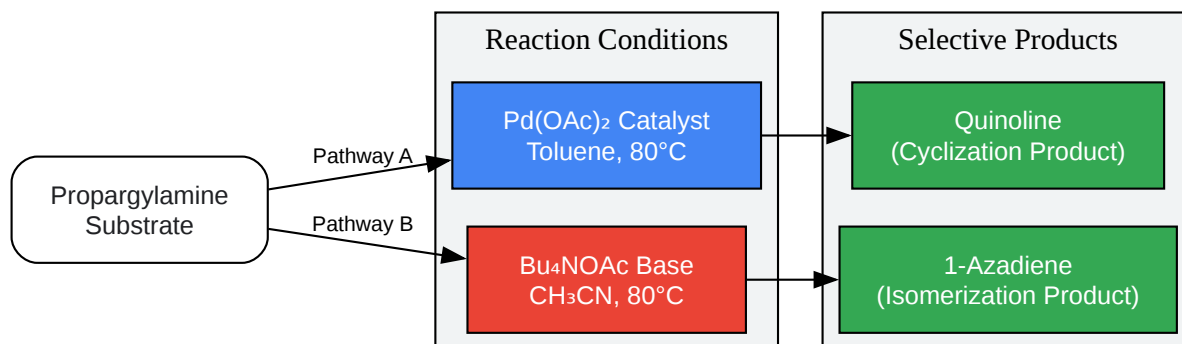 Reaction Conditions
Selective Products
Pd(OAc)₂ Catalyst
Toluene, 80°C
Quinoline
(Cyclization Product)
Pathway A
Propargylamine
Substrate
Pathway B
Bu₄NOAc Base
CH₃CN, 80°C
1-Azadiene
(Isomerization Product)